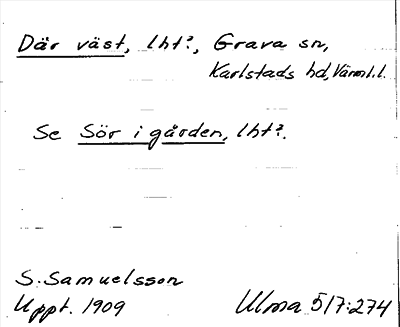 Där väst, lht?, Grava sn,
Karlstads hd, Värml.l.
Se Sör i gården, lht?.
S. Samuelsson
Uppt. 1909
Ulma 517:274